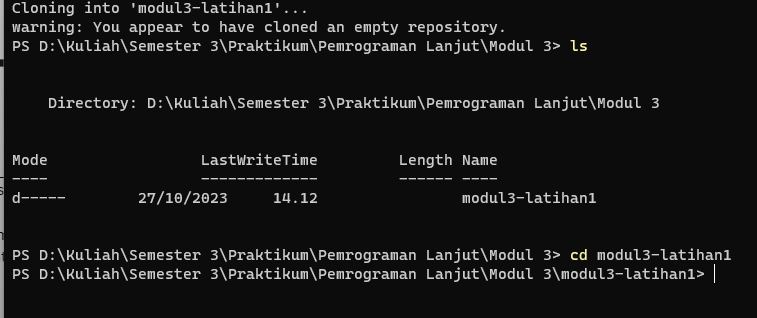 Cloning into 'modul3-latihan1'...
warning: You appear to have cloned an empty repository.
PS D:\Kuliah\Semester 3\Praktikum\Pemrograman Lanjut\Modul 3> ls
Directory: D:\Kuliah\Semester 3\Praktikum\Pemrograman Lanjut\Modul 3
Mode                 LastWriteTime         Length Name
----                 -------------         ------ ----
d-----        27/10/2023     14.12                modul3-latihan1
PS D:\Kuliah\Semester 3\Praktikum\Pemrograman Lanjut\Modul 3> cd modul3-latihan1
PS D:\Kuliah\Semester 3\Praktikum\Pemrograman Lanjut\Modul 3\modul3-latihan1>